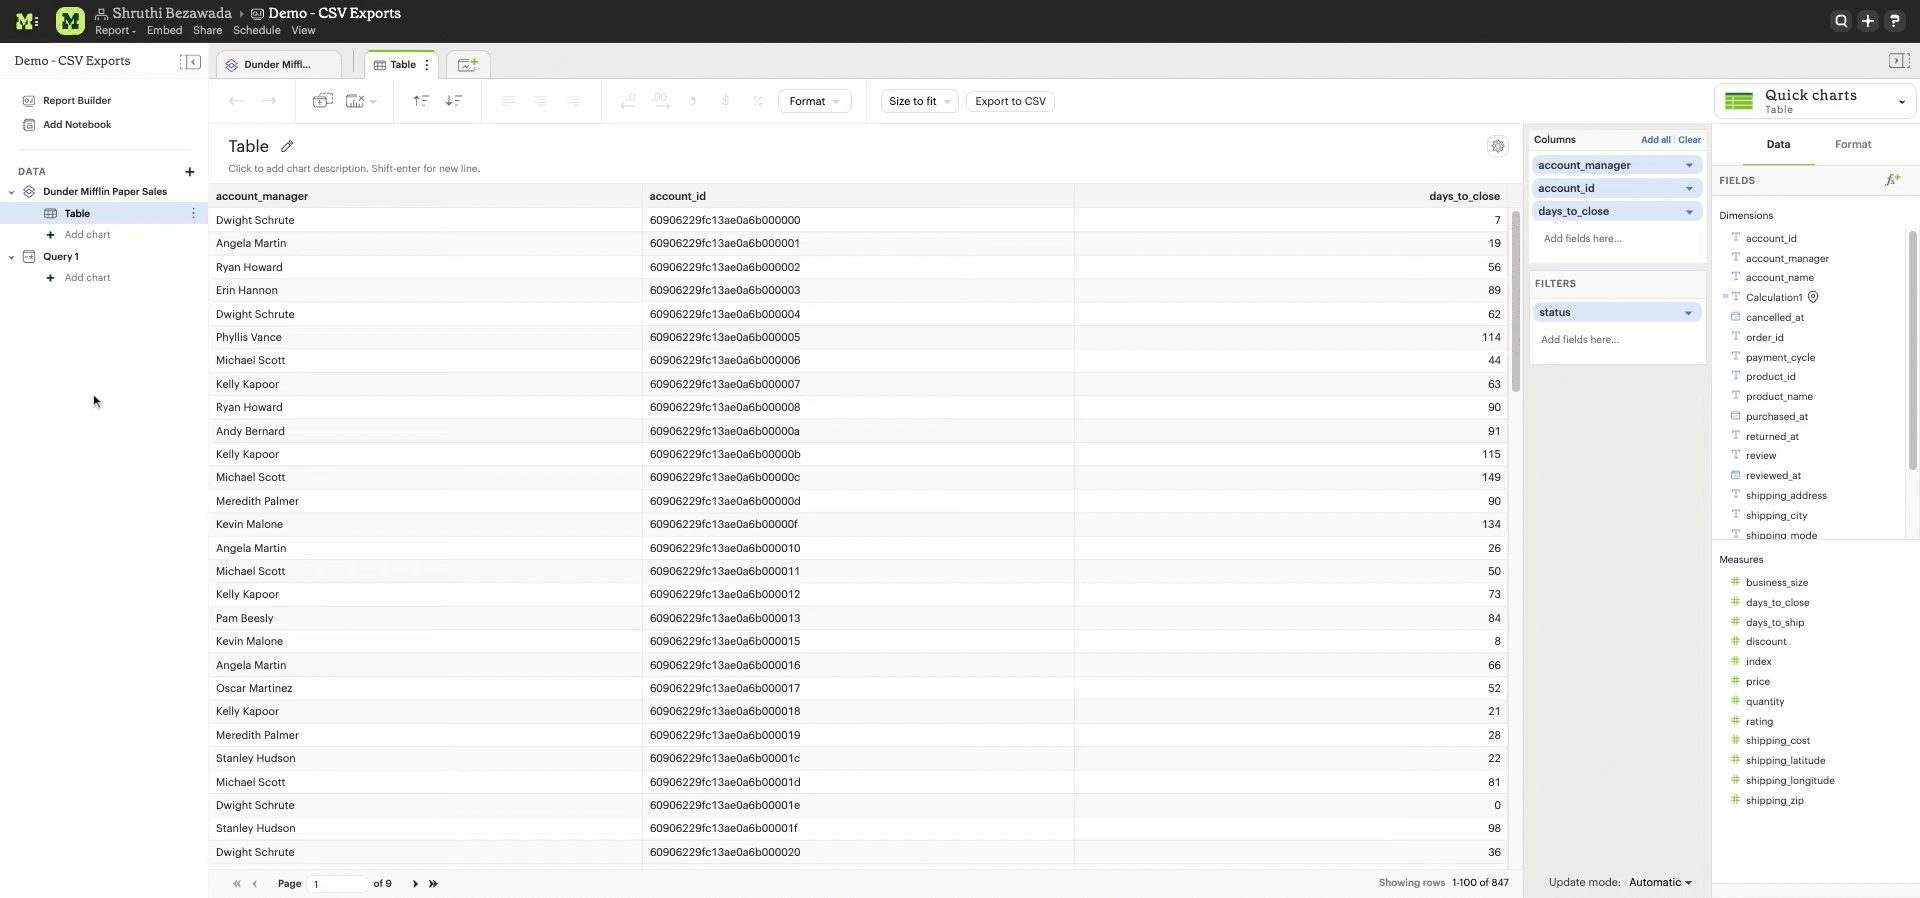 Shruthi Bezawada › Demo - CSV Exports
Report Embed Share Schedule View
Demo - CSV Exports
Report Builder
Add Notebook
DATA
Dunder Mifflin Paper Sales
Table
Add chart
Query 1
Add chart
Dunder Miffl...
Table
Format
Size to fit
Export to CSV
Quick charts
Table
Table
Click to add chart description. Shift-enter for new line.
account_manager account_id days_to_close
Dwight Schrute 60906229fc13ae0a6b000000 7
Angela Martin 60906229fc13ae0a6b000001 19
Ryan Howard 60906229fc13ae0a6b000002 56
Erin Hannon 60906229fc13ae0a6b000003 89
Dwight Schrute 60906229fc13ae0a6b000004 62
Phyllis Vance 60906229fc13ae0a6b000005 114
Michael Scott 60906229fc13ae0a6b000006 44
Kelly Kapoor 60906229fc13ae0a6b000007 63
Ryan Howard 60906229fc13ae0a6b000008 90
Andy Bernard 60906229fc13ae0a6b00000a 91
Kelly Kapoor 60906229fc13ae0a6b00000b 115
Michael Scott 60906229fc13ae0a6b00000c 149
Meredith Palmer 60906229fc13ae0a6b00000d 90
Kevin Malone 60906229fc13ae0a6b00000f 134
Angela Martin 60906229fc13ae0a6b000010 26
Michael Scott 60906229fc13ae0a6b000011 50
Kelly Kapoor 60906229fc13ae0a6b000012 73
Pam Beesly 60906229fc13ae0a6b000013 84
Kevin Malone 60906229fc13ae0a6b000015 8
Angela Martin 60906229fc13ae0a6b000016 66
Oscar Martinez 60906229fc13ae0a6b000017 52
Kelly Kapoor 60906229fc13ae0a6b000018 21
Meredith Palmer 60906229fc13ae0a6b000019 28
Stanley Hudson 60906229fc13ae0a6b00001c 22
Michael Scott 60906229fc13ae0a6b00001d 81
Dwight Schrute 60906229fc13ae0a6b00001e 0
Stanley Hudson 60906229fc13ae0a6b00001f 98
Dwight Schrute 60906229fc13ae0a6b000020 36
Page 1 of 9
Showing rows 1-100 of 847
Columns Add all | Clear
account_manager
account_id
days_to_close
Add fields here...
FILTERS
status
Add fields here...
Update mode: Automatic
Data Format
FIELDS
Dimensions
account_id
account_manager
account_name
Calculation1
cancelled_at
order_id
payment_cycle
product_id
product_name
purchased_at
returned_at
review
reviewed_at
shipping_address
shipping_city
shipping_mode
Measures
business_size
days_to_close
days_to_ship
discount
index
price
quantity
rating
shipping_cost
shipping_latitude
shipping_longitude
shipping_zip